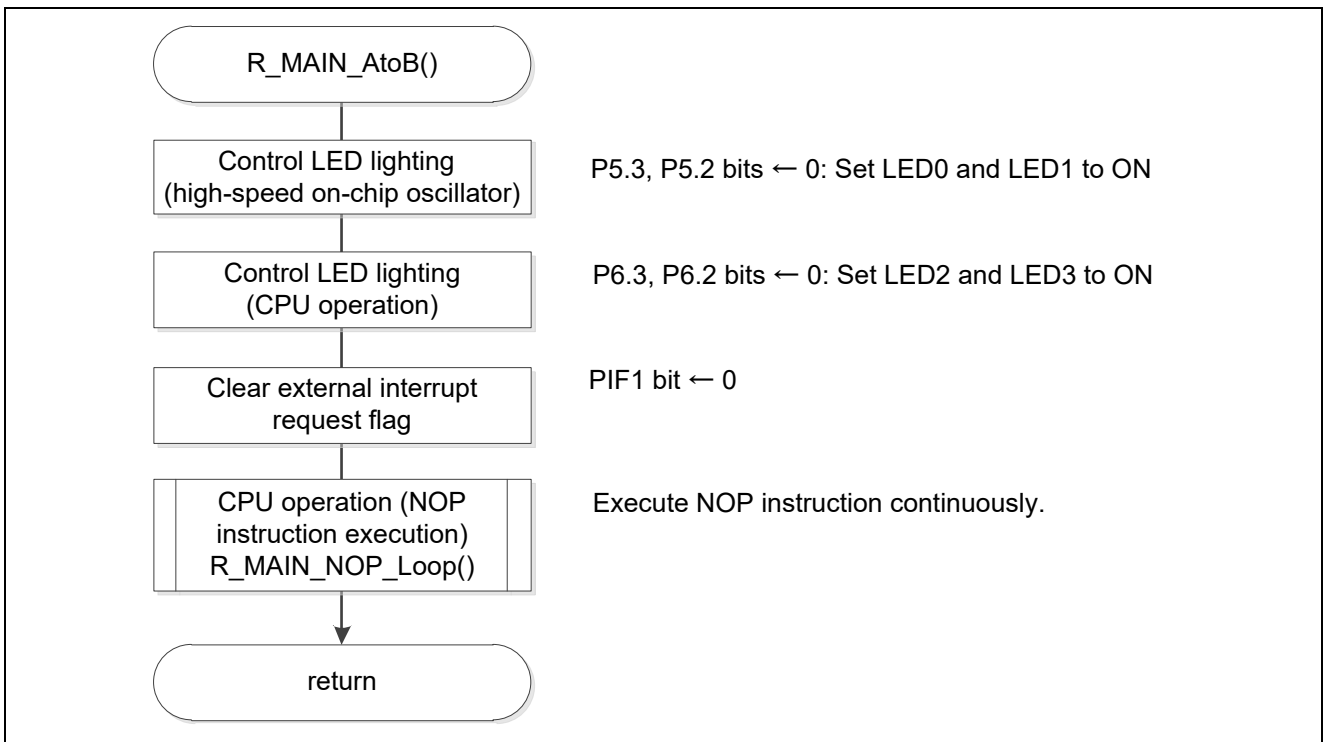 R_MAIN_AtoB()
Control LED lighting
(high-speed on-chip oscillator)
P5.3, P5.2 bits ← 0: Set LED0 and LED1 to ON
Control LED lighting
(CPU operation)
P6.3, P6.2 bits ← 0: Set LED2 and LED3 to ON
Clear external interrupt
request flag
PIF1 bit ← 0
CPU operation (NOP
instruction execution)
R_MAIN_NOP_Loop()
Execute NOP instruction continuously.
return